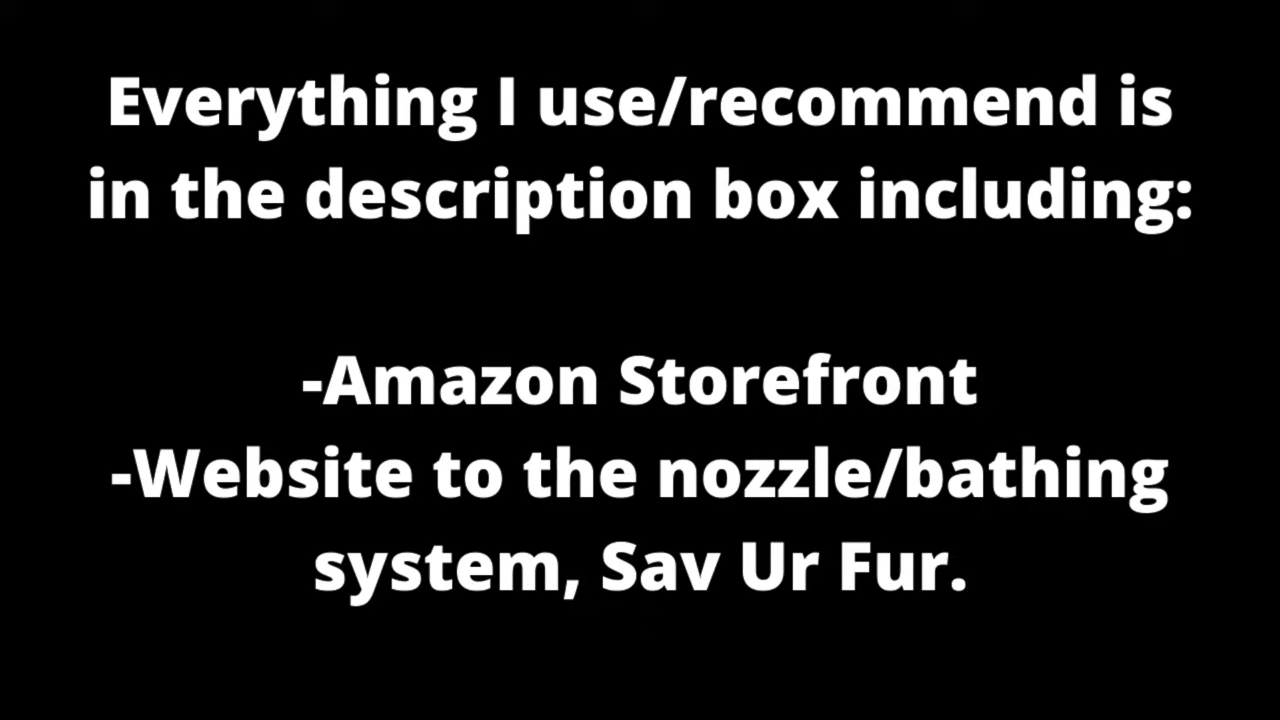 Everything I use/recommend is
in the description box including:
-Amazon Storefront
-Website to the nozzle/bathing
system, Sav Ur Fur.